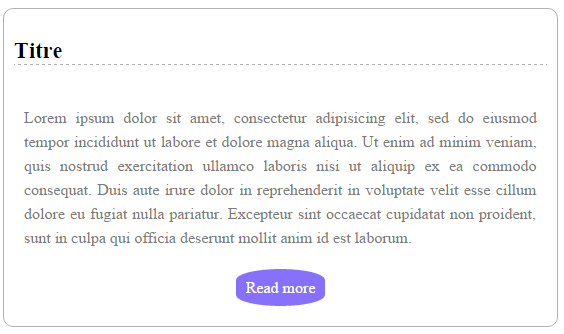 Titre
Lorem ipsum dolor sit amet, consectetur adipisicing elit, sed do eiusmod
tempor incididunt ut labore et dolore magna aliqua. Ut enim ad minim veniam,
quis nostrud exercitation ullamco laboris nisi ut aliquip ex ea commodo
consequat. Duis aute irure dolor in reprehenderit in voluptate velit esse cillum
dolore eu fugiat nulla pariatur. Excepteur sint occaecat cupidatat non proident,
sunt in culpa qui officia deserunt mollit anim id est laborum.
Read more